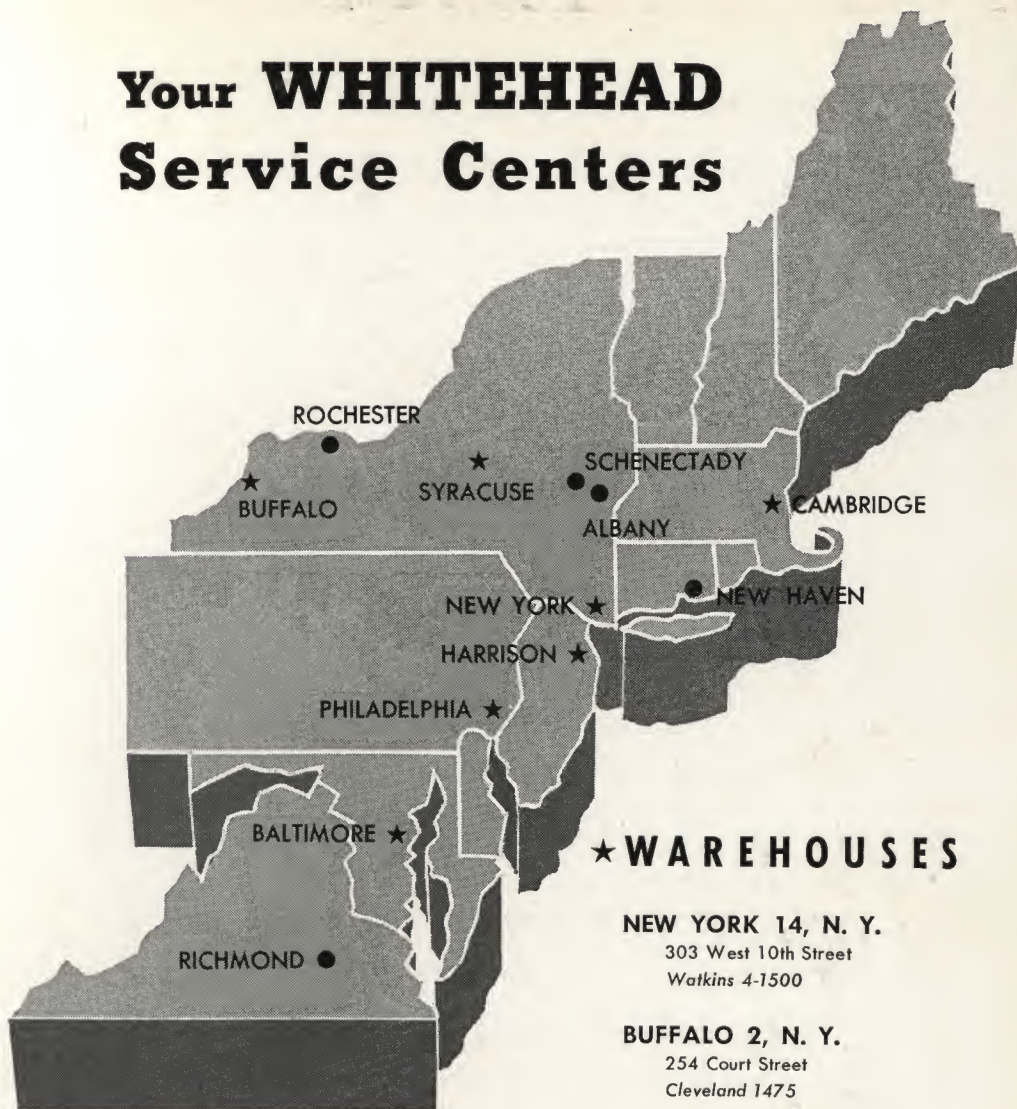 Your WHITEHEAD
Service Centers
ROCHESTER
BUFFALO
SYRACUSE
SCHENECTADY
ALBANY
★ CAMBRIDGE
NEW YORK ★
NEW HAVEN
HARRISON ★
PHILADELPHIA ★
BALTIMORE ★
RICHMOND ●
★ WAREHOUSES
NEW YORK 14, N. Y.
303 West 10th Street
Watkins 4-1500
BUFFALO 2, N. Y.
254 Court Street
Cleveland 1475